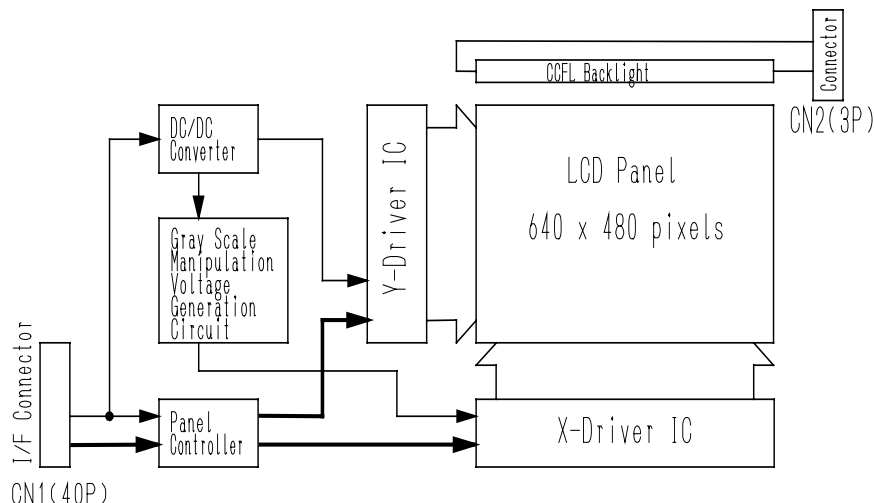 CCFL Backlight
Connector
CN2(3P)
DC/DC
Converter
Y-Driver IC
LCD Panel
640 x 480 pixels
Gray Scale
Manipulation
Voltage
Generation
Circuit
I/F Connector
Panel
Controller
X-Driver IC
CN1(40P)